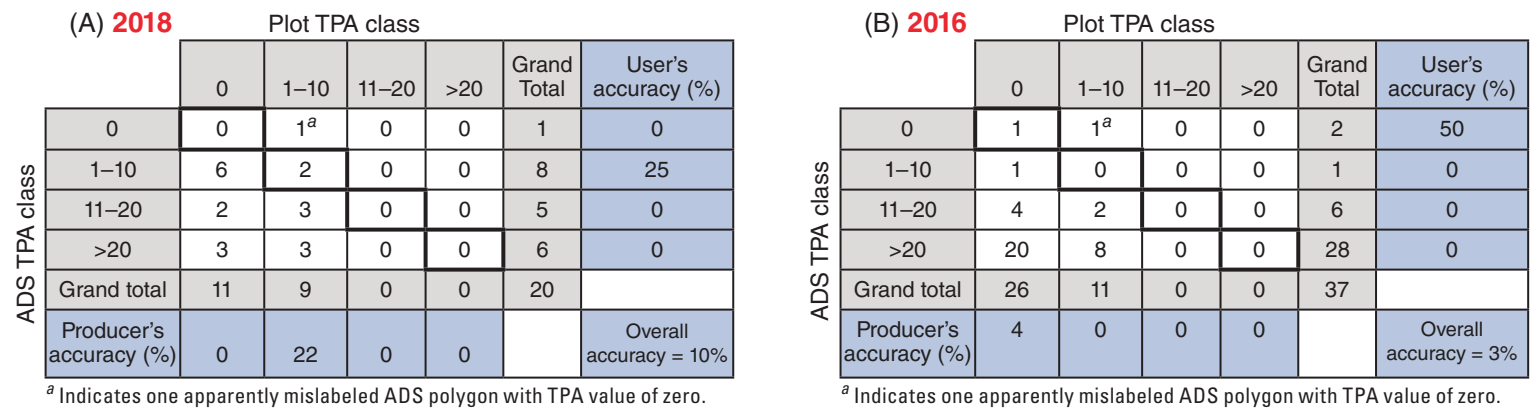 (A) 2018 Plot TPA class
0 1–10 11–20 >20 Grand Total User's accuracy (%)
0 0 1a 0 0 1 0
1–10 6 2 0 0 8 25
11–20 2 3 0 0 5 0
>20 3 3 0 0 6 0
Grand total 11 9 0 0 20
Producer's accuracy (%) 0 22 0 0 Overall accuracy = 10%
ADS TPA class
a Indicates one apparently mislabeled ADS polygon with TPA value of zero.
(B) 2016 Plot TPA class
0 1–10 11–20 >20 Grand Total User's accuracy (%)
0 1 1a 0 0 2 50
1–10 1 0 0 0 1 0
11–20 4 2 0 0 6 0
>20 20 8 0 0 28 0
Grand total 26 11 0 0 37
Producer's accuracy (%) 4 0 0 0 Overall accuracy = 3%
ADS TPA class
a Indicates one apparently mislabeled ADS polygon with TPA value of zero.